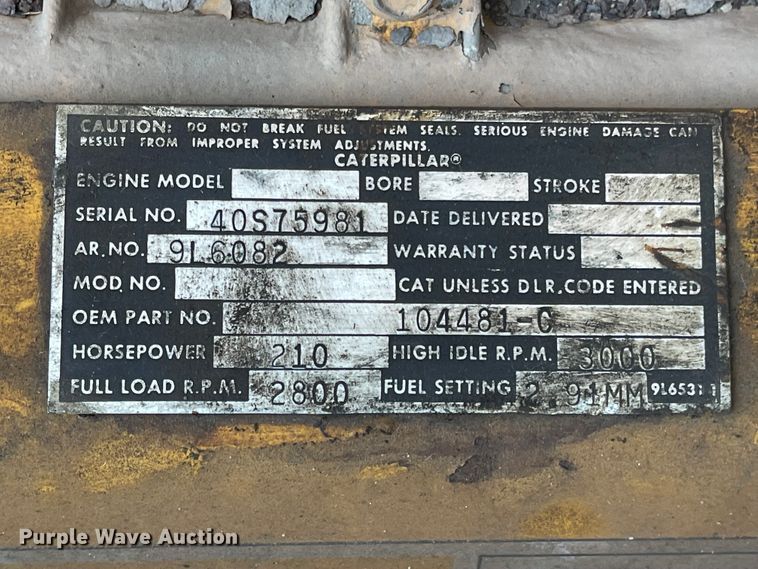 CAUTION: DO NOT BREAK FUEL SYSTEM SEALS. SERIOUS ENGINE DAMAGE CAN
RESULT FROM IMPROPER SYSTEM ADJUSTMENTS.
CATERPILLAR®
ENGINE MODEL BORE STROKE
SERIAL NO. 40S75981 DATE DELIVERED
AR. NO. 9L6082 WARRANTY STATUS
MOD. NO. CAT UNLESS DLR. CODE ENTERED
OEM PART NO. 104481-C
HORSEPOWER 210 HIGH IDLE R.P.M. 3000
FULL LOAD R.P.M. 2800 FUEL SETTING 2.91MM
Purple Wave Auction